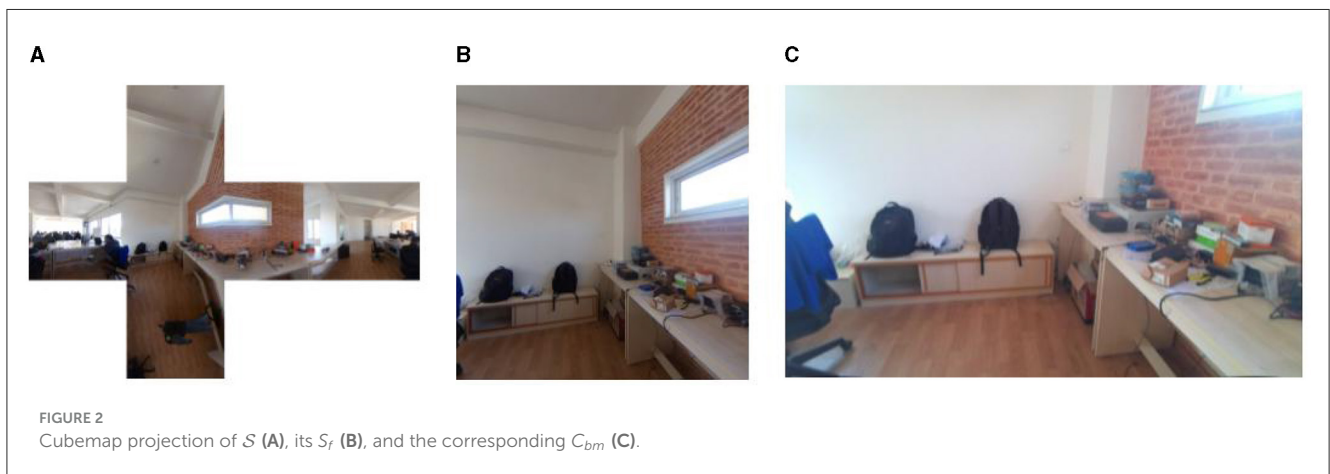 A
B
C
FIGURE 2
Cubemap projection of 𝒮 (A), its S_f (B), and the corresponding C_bm (C).